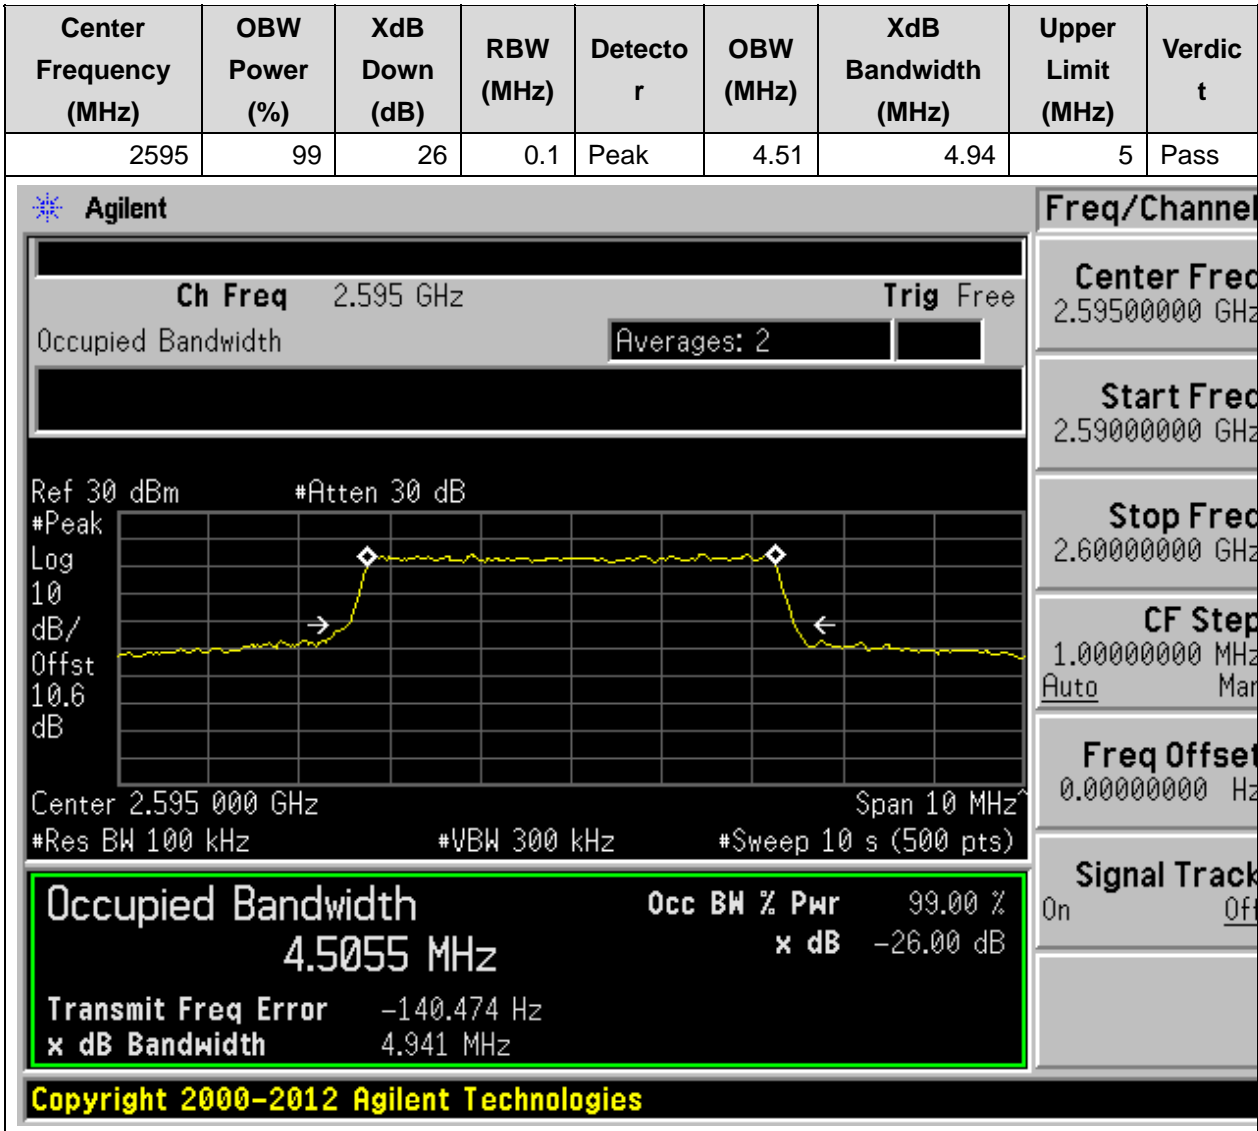 Center Frequency (MHz) OBW Power (%) XdB Down (dB) RBW (MHz) Detecto r OBW (MHz) XdB Bandwidth (MHz) Upper Limit (MHz) Verdic t
2595 99 26 0.1 Peak 4.51 4.94 5 Pass
Agilent
Freq/Channel
Ch Freq 2.595 GHz Trig Free
Occupied Bandwidth Averages: 2
Center Freq
2.59500000 GHz
Start Freq
2.59000000 GHz
Stop Freq
2.60000000 GHz
CF Step
1.00000000 MHz
Auto Man
Freq Offset
0.00000000 Hz
Signal Track
On Off
Ref 30 dBm #Atten 30 dB
#Peak
Log
10
dB/
Offst
10.6
dB
Center 2.595 000 GHz Span 10 MHz^
#Res BW 100 kHz #VBW 300 kHz #Sweep 10 s (500 pts)
Occupied Bandwidth
4.5055 MHz
Occ BW % Pwr 99.00 %
x dB -26.00 dB
Transmit Freq Error -140.474 Hz
x dB Bandwidth 4.941 MHz
Copyright 2000-2012 Agilent Technologies